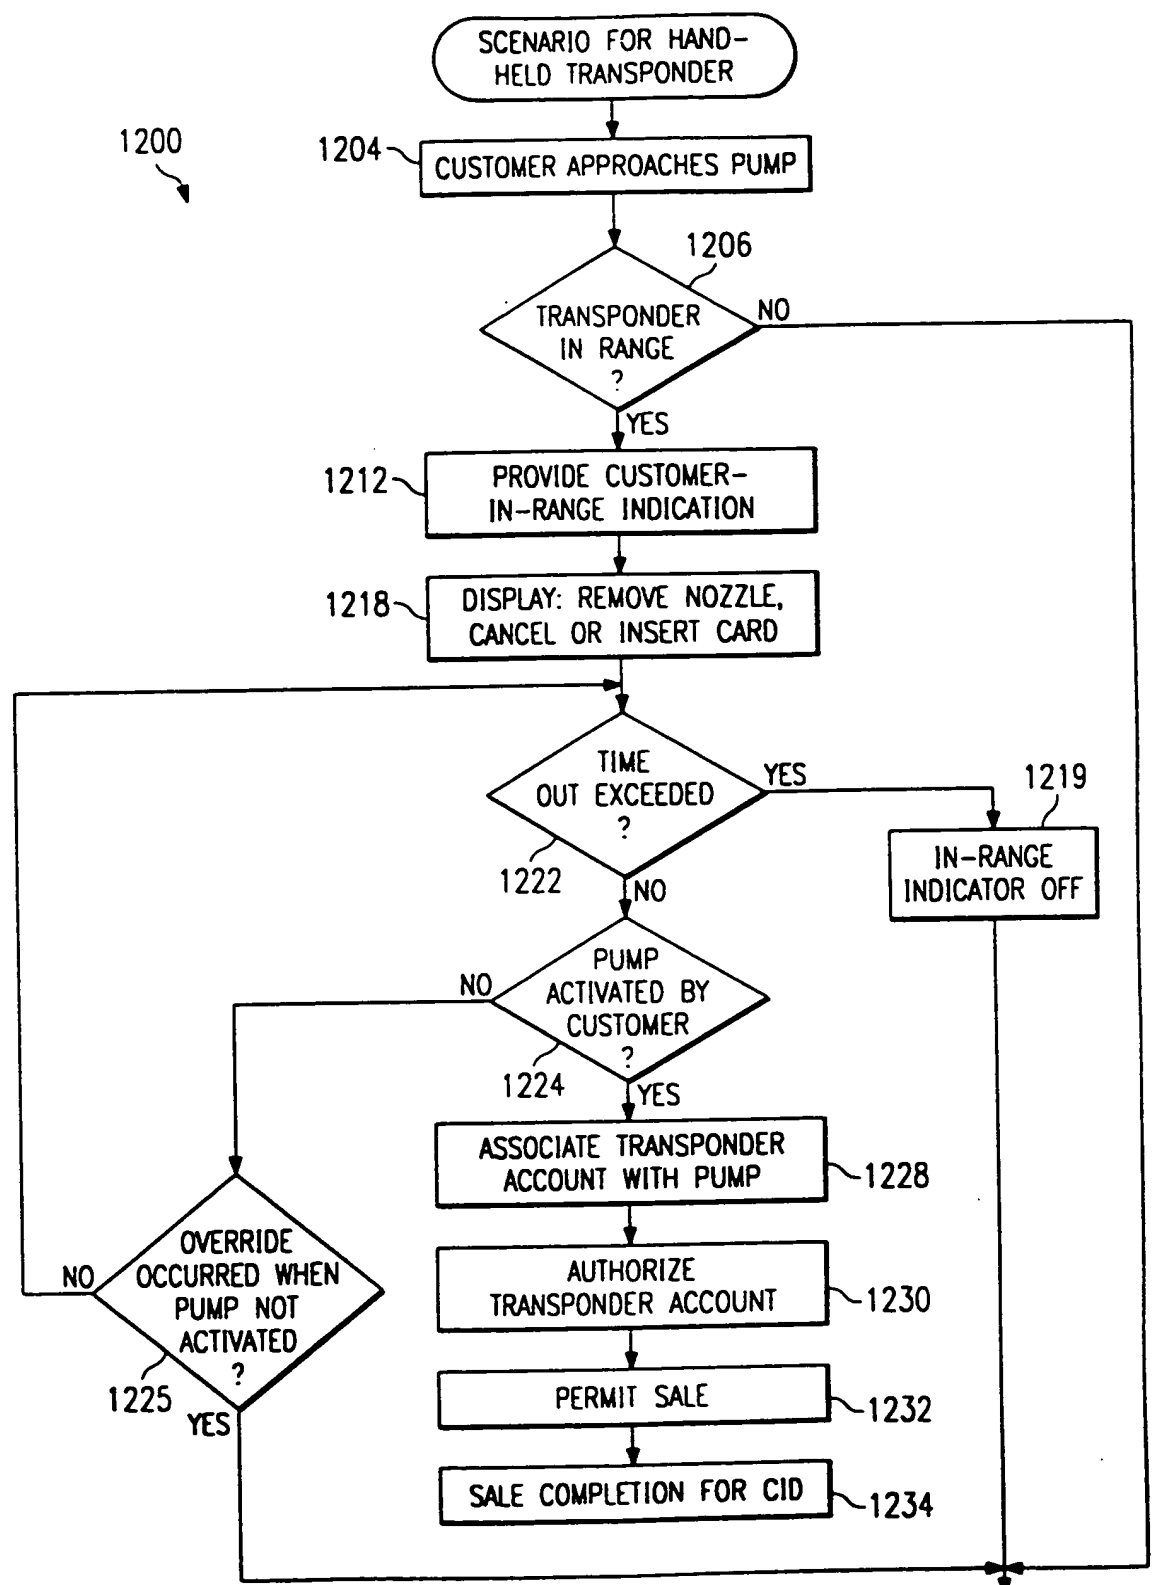 SCENARIO FOR HAND-
HELD TRANSPONDER
1200
1204
CUSTOMER APPROACHES PUMP
1206
TRANSPONDER
IN RANGE
?
NO
YES
1212
PROVIDE CUSTOMER-
IN-RANGE INDICATION
1218
DISPLAY: REMOVE NOZZLE,
CANCEL OR INSERT CARD
TIME
OUT EXCEEDED
?
YES
1219
IN-RANGE
INDICATOR OFF
1222
NO
PUMP
ACTIVATED BY
CUSTOMER
?
NO
1224
YES
ASSOCIATE TRANSPONDER
ACCOUNT WITH PUMP
1228
OVERRIDE
OCCURRED WHEN
PUMP NOT
ACTIVATED
?
NO
1225
YES
AUTHORIZE
TRANSPONDER ACCOUNT
1230
PERMIT SALE
1232
SALE COMPLETION FOR CID
1234